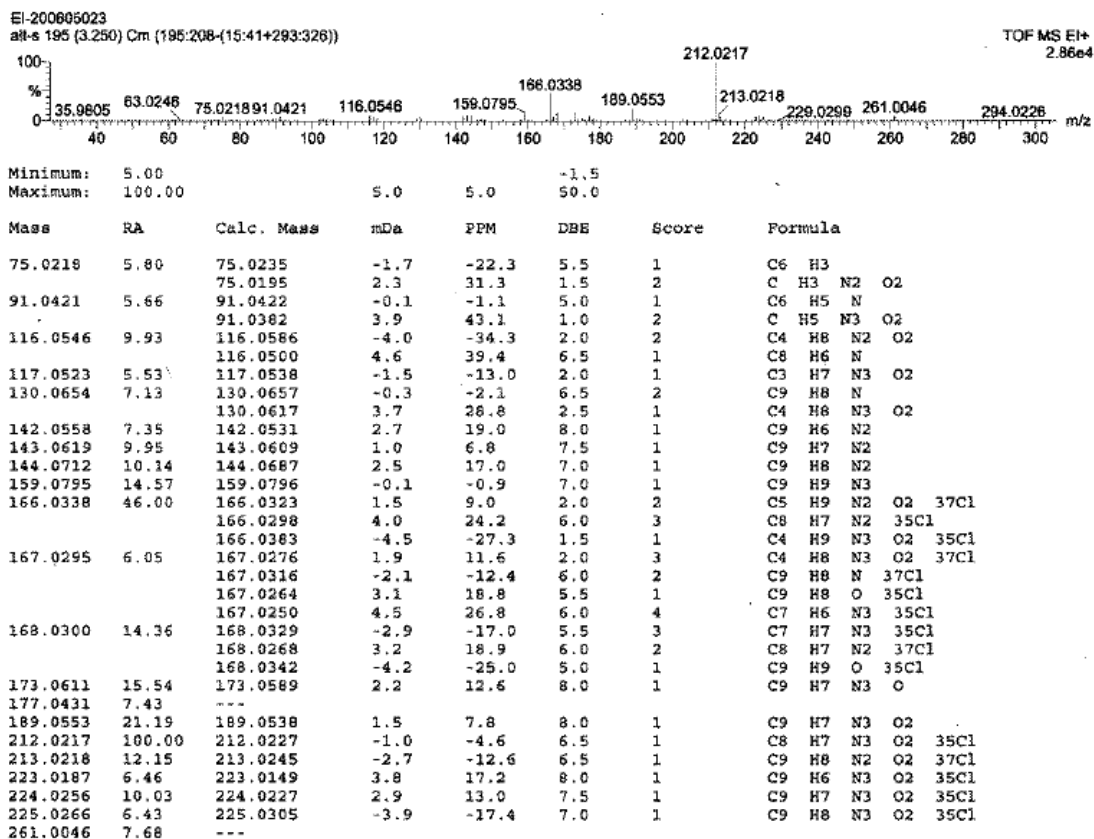 EI-200605023
alt-s 195 (3.250) Cm (195:208-(15:41+293:326))
TOF MS EI+
2.86e4
100
%
0
35.9805 63.0246 75.0218 91.0421 116.0546 159.0795 166.0338 189.0553 212.0217 213.0218 229.0299 261.0046 294.0226
m/z
40 60 80 100 120 140 160 180 200 220 240 260 280 300
Minimum: 5.00 -1.5
Maximum: 100.00 5.0 5.0 50.0
Mass RA Calc. Mass mDa PPM DBE Score Formula
75.0218 5.80 75.0235 -1.7 -22.3 5.5 1 C6 H3
75.0195 2.3 31.3 1.5 2 C H3 N2 O2
91.0421 5.66 91.0422 -0.1 -1.1 5.0 1 C6 H5 N
91.0382 3.9 43.1 1.0 2 C H5 N3 O2
116.0546 9.93 116.0586 -4.0 -34.3 2.0 2 C4 H8 N2 O2
116.0500 4.6 39.4 6.5 1 C8 H6 N
117.0523 5.53 117.0538 -1.5 -13.0 2.0 1 C3 H7 N3 O2
130.0654 7.13 130.0657 -0.3 -2.1 6.5 2 C9 H8 N
130.0617 3.7 28.8 2.5 1 C4 H8 N3 O2
142.0558 7.35 142.0531 2.7 19.0 8.0 1 C9 H6 N2
143.0619 9.95 143.0609 1.0 6.8 7.5 1 C9 H7 N2
144.0712 10.14 144.0687 2.5 17.0 7.0 1 C9 H8 N2
159.0795 14.57 159.0796 -0.1 -0.9 7.0 1 C9 H9 N3
166.0338 46.00 166.0323 1.5 9.0 2.0 2 C5 H9 N2 O2 37Cl
166.0298 4.0 24.2 6.0 3 C8 H7 N2 35Cl
166.0383 -4.5 -27.3 1.5 1 C4 H9 N3 O2 35Cl
167.0295 6.05 167.0276 1.9 11.6 2.0 3 C4 H8 N3 O2 37Cl
167.0316 -2.1 -12.4 6.0 2 C9 H8 N 37Cl
167.0264 3.1 18.8 5.5 1 C9 H8 O 35Cl
167.0250 4.5 26.8 6.0 4 C7 H6 N3 35Cl
168.0300 14.36 168.0329 -2.9 -17.0 5.5 3 C7 H7 N3 35Cl
168.0268 3.2 18.9 6.0 2 C8 H7 N2 37Cl
168.0342 -4.2 -25.0 5.0 1 C9 H9 O 35Cl
173.0611 15.54 173.0589 2.2 12.6 8.0 1 C9 H7 N3 O
177.0431 7.43 ---
189.0553 21.19 189.0538 1.5 7.8 8.0 1 C9 H7 N3 O2
212.0217 100.00 212.0227 -1.0 -4.6 6.5 1 C8 H7 N3 O2 35Cl
213.0218 12.15 213.0245 -2.7 -12.6 6.5 1 C9 H8 N2 O2 37Cl
223.0187 6.46 223.0149 3.8 17.2 8.0 1 C9 H6 N3 O2 35Cl
224.0256 10.03 224.0227 2.9 13.0 7.5 1 C9 H7 N3 O2 35Cl
225.0266 6.43 225.0305 -3.9 -17.4 7.0 1 C9 H8 N3 O2 35Cl
261.0046 7.68 ---